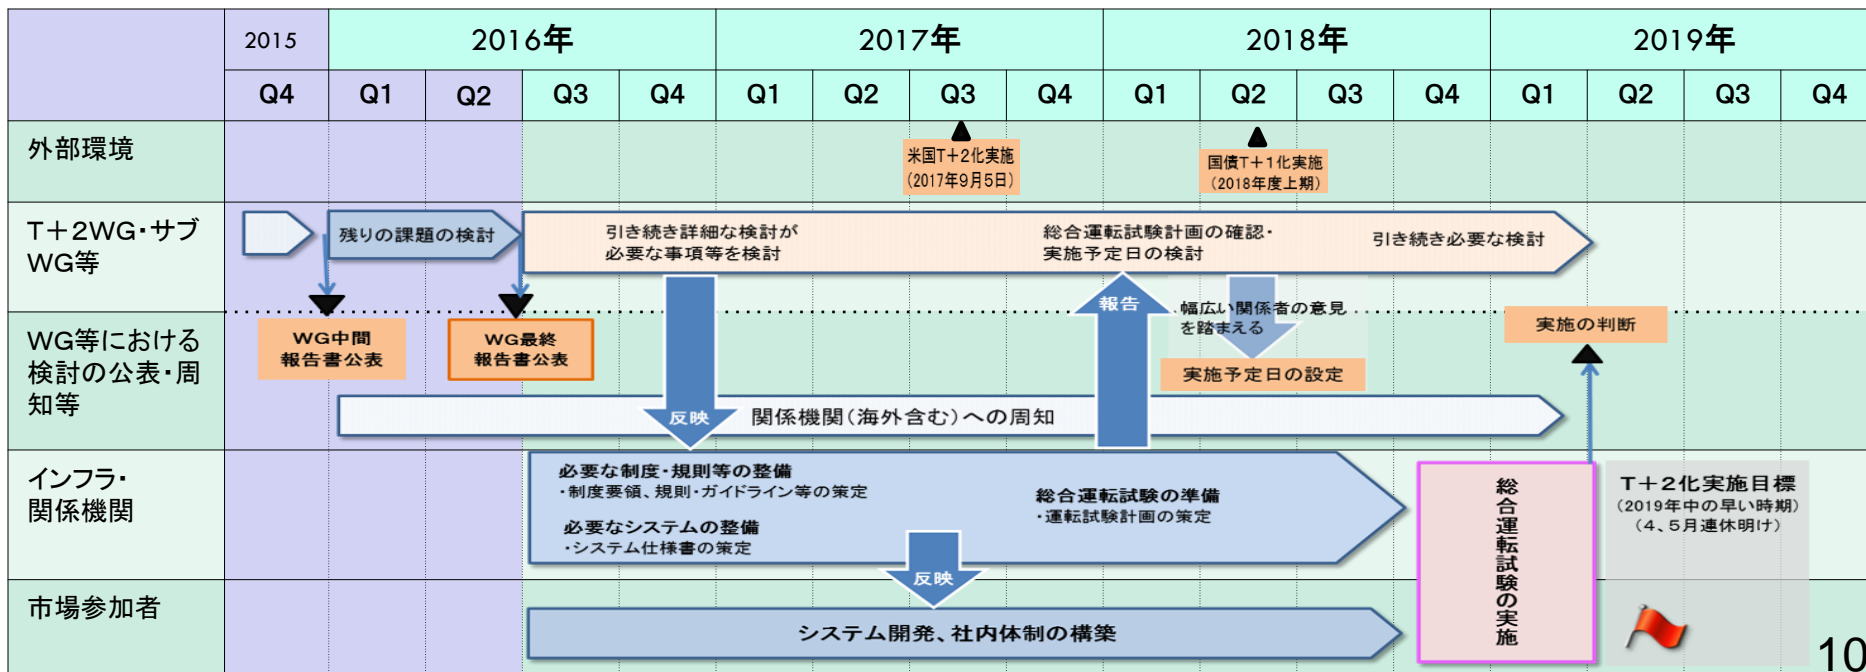 2015
2016年
2017年
2018年
2019年
Q4
Q1
Q2
Q3
Q4
Q1
Q2
Q3
Q4
Q1
Q2
Q3
Q4
Q1
Q2
Q3
Q4
外部環境
米国T＋2化実施
(2017年9月5日)
国債T＋1化実施
(2018年度上期)
T＋2WG・サブ
WG等
残りの課題の検討
引き続き詳細な検討が
必要な事項等を検討
総合運転試験計画の確認・
実施予定日の検討
引き続き必要な検討
WG等における
検討の公表・周
知等
WG中間
報告書公表
WG最終
報告書公表
報告
幅広い関係者の意見
を踏まえる
実施予定日の設定
実施の判断
反映
関係機関(海外含む)への周知
インフラ・
関係機関
必要な制度・規則等の整備
・制度要領、規則・ガイドライン等の策定
必要なシステムの整備
・システム仕様書の策定
総合運転試験の準備
・運転試験計画の策定
総合運転試験の実施
T＋2化実施目標
(2019年中の早い時期)
(4、5月連休明け)
反映
市場参加者
システム開発、社内体制の構築
10